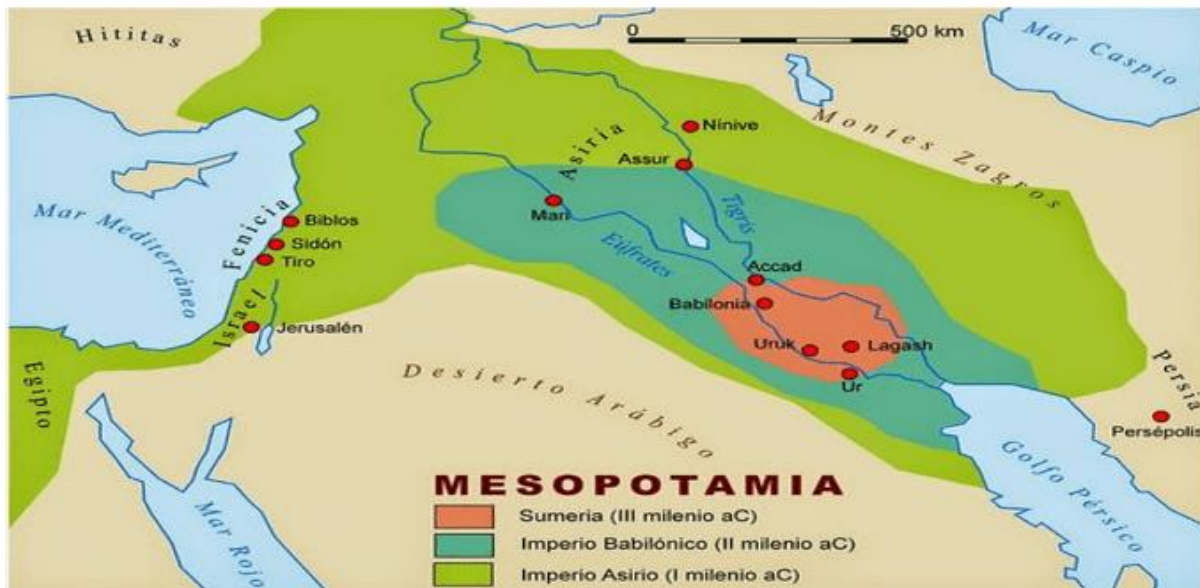 Hititas
0 500 km
Mar Caspio
Montes Zagros
Nínive
Asiria
Assur
Mari
Tigris
Eúfrates
Mar Mediterráneo
Fenicia
Biblos
Sidón
Tiro
Israel
Jerusalén
Accad
Babilonia
Uruk
Lagash
Ur
Egipto
Desierto Arábigo
Persia
Persépolis
Golfo Pérsico
Mar Rojo
MESOPOTAMIA
Sumeria (III milenio aC)
Imperio Babilónico (II milenio aC)
Imperio Asirio (I milenio aC)